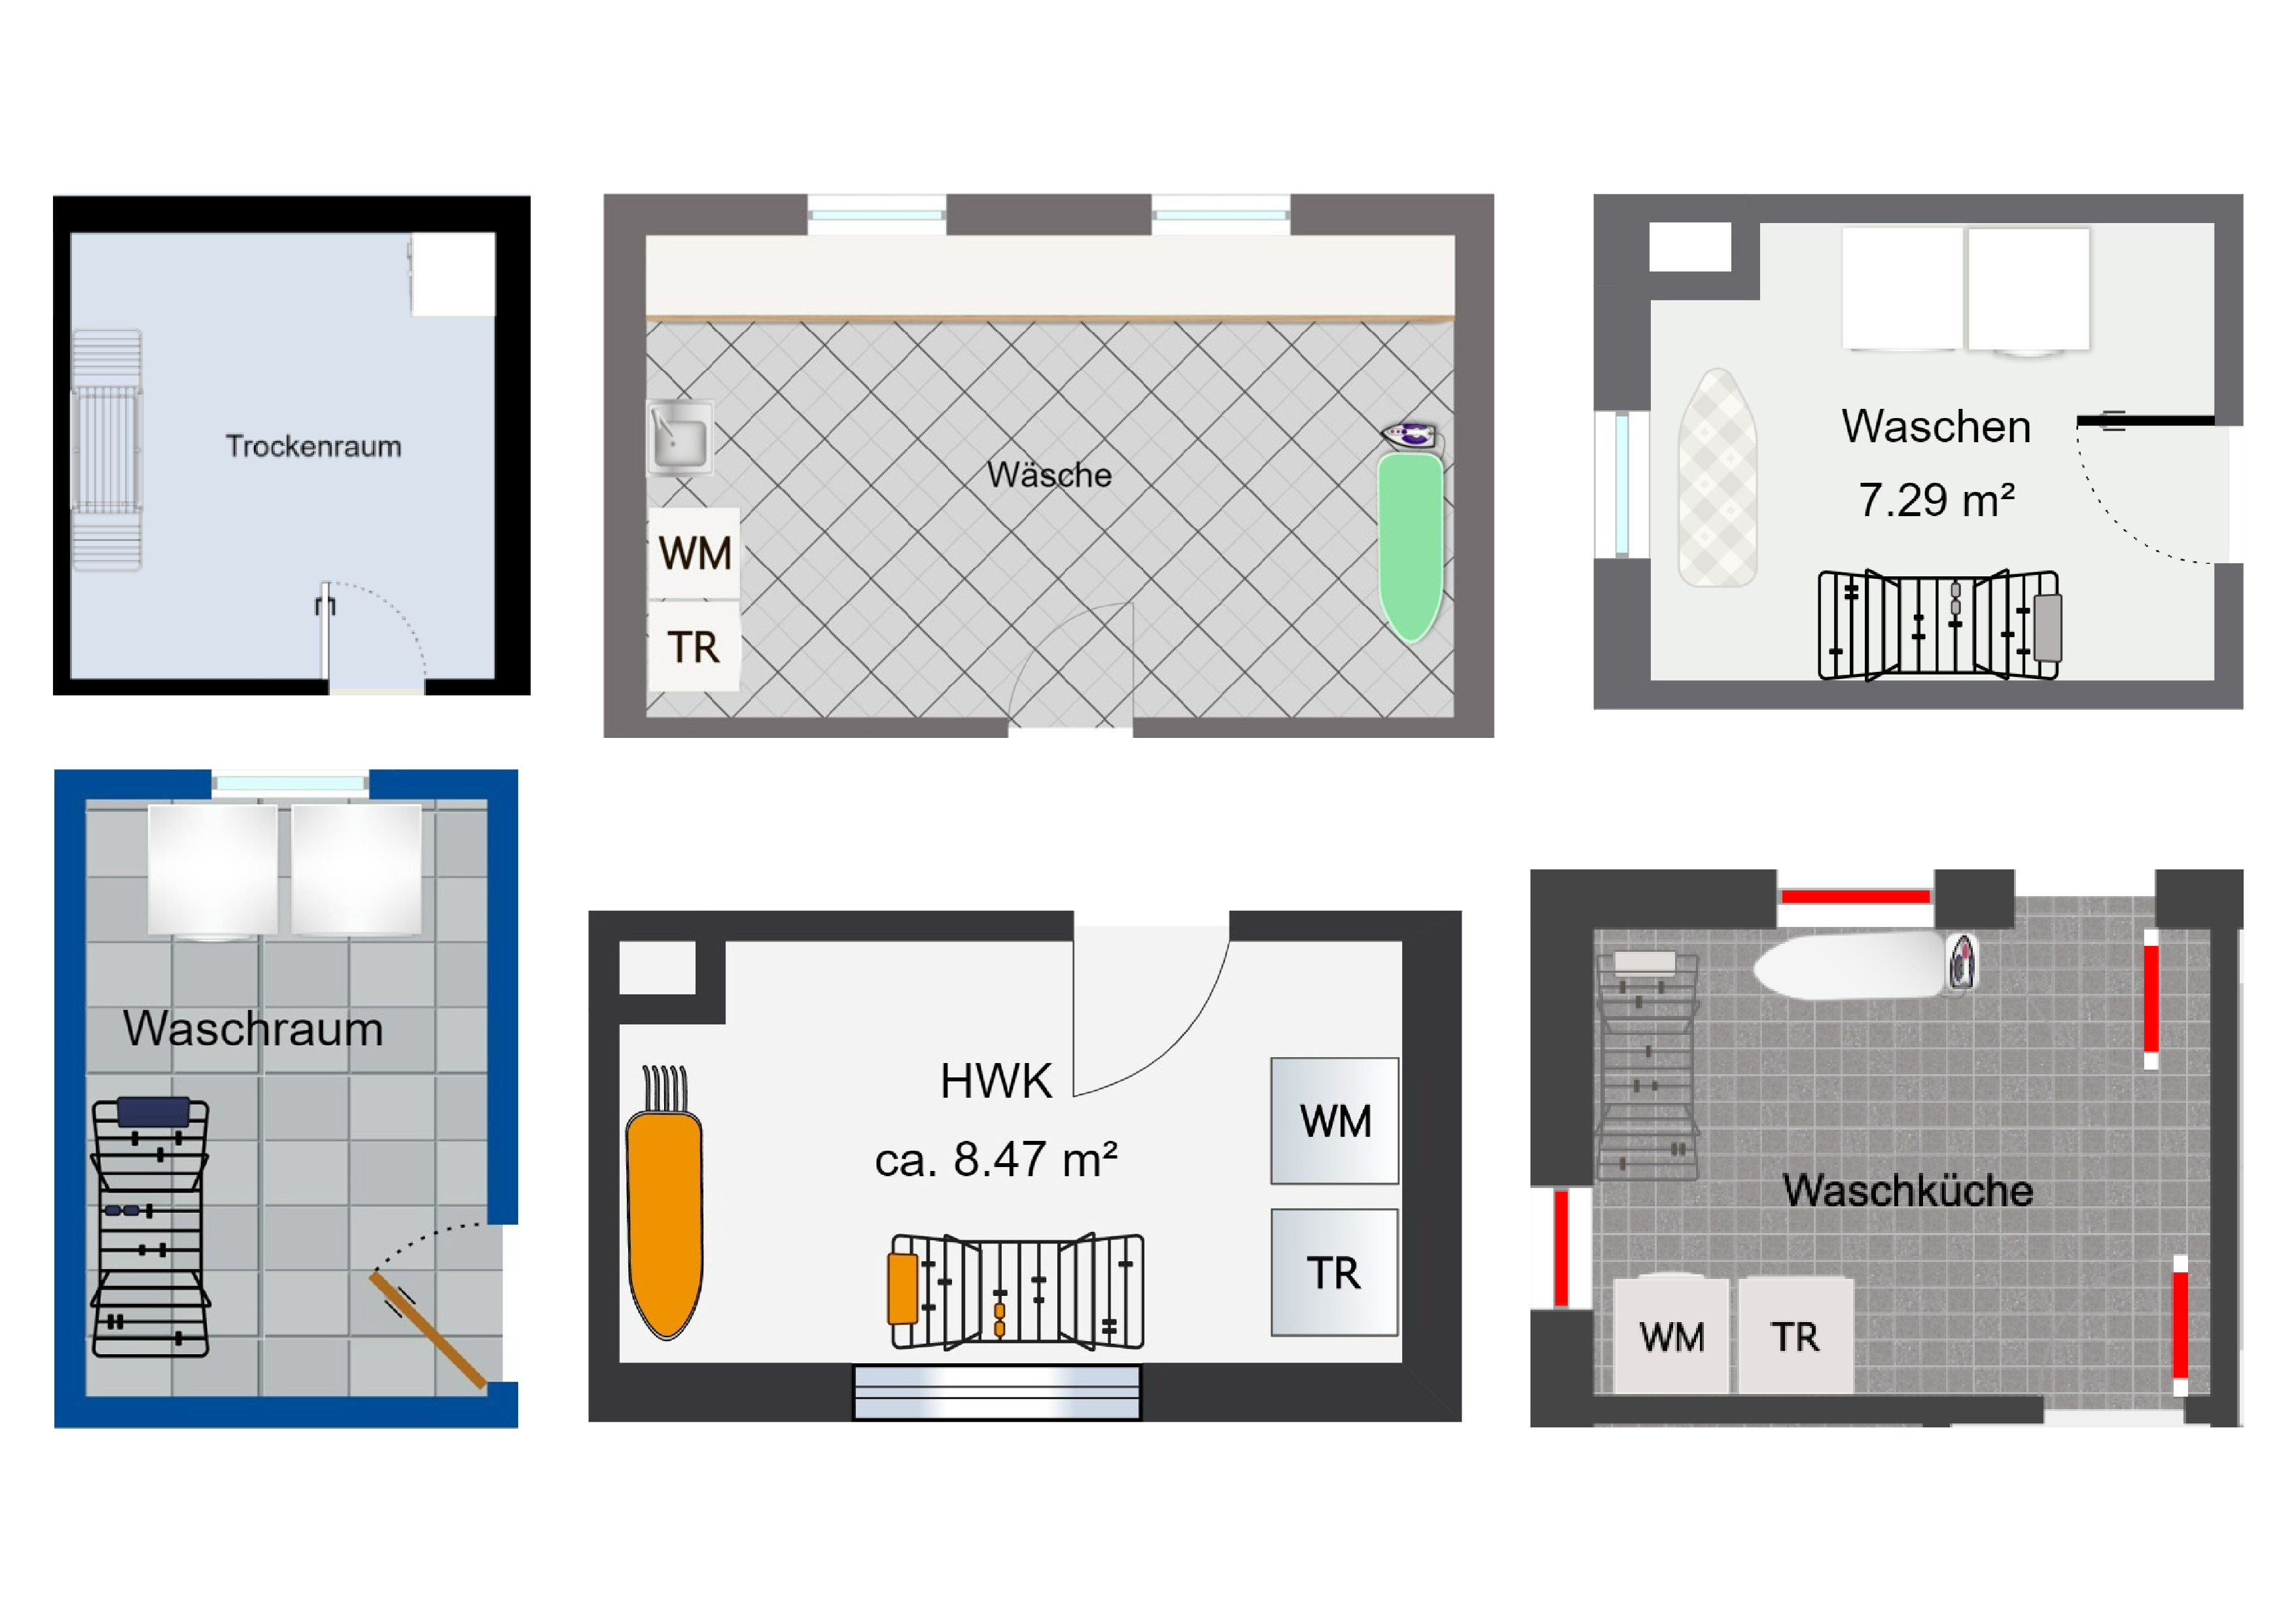 Trockenraum
Wäsche
WM
TR
Waschen
7.29 m²
Waschraum
HWK
ca. 8.47 m²
WM
TR
Waschküche
WM
TR